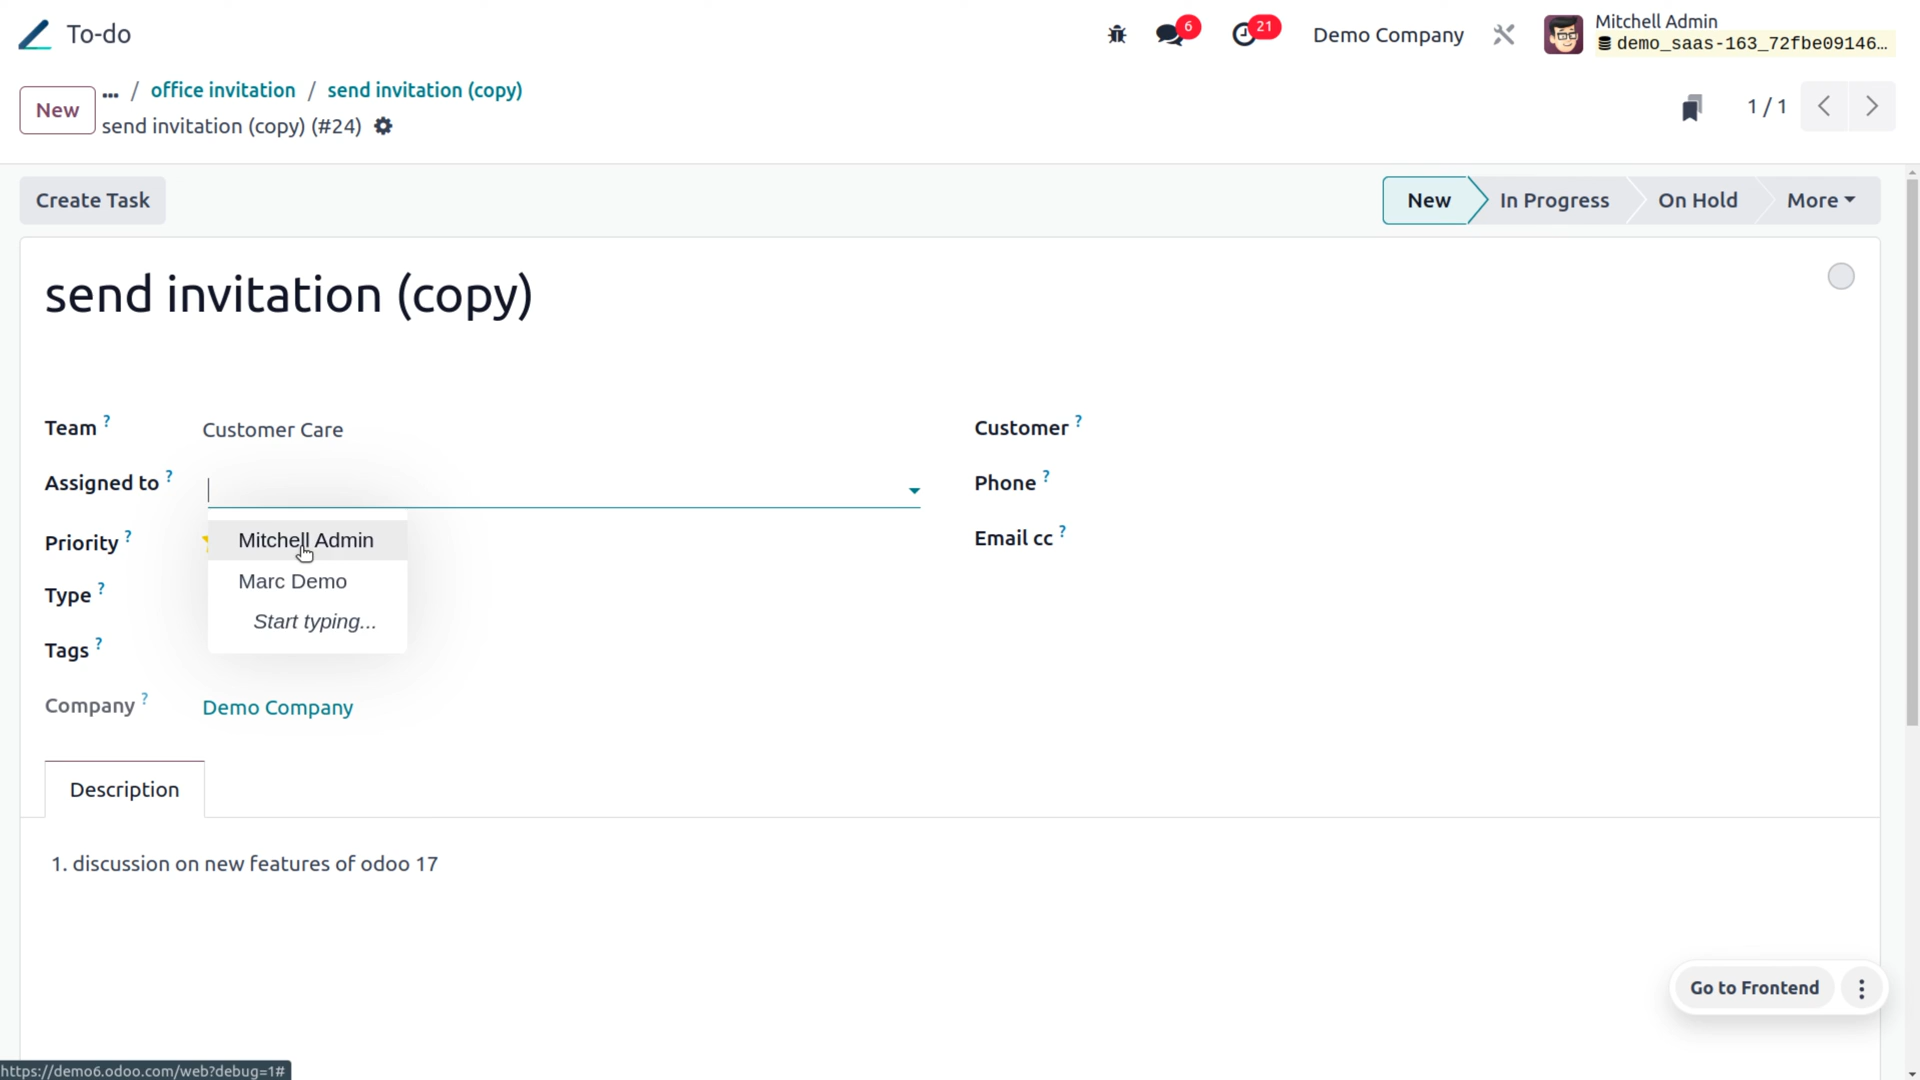 To-do
6
21
Demo Company
Mitchell Admin
demo_saas-163_72fbe09146...
New
... / office invitation / send invitation (copy)
send invitation (copy) (#24)
1 / 1
Create Task
New
In Progress
On Hold
More
send invitation (copy)
Team ?
Customer Care
Customer ?
Assigned to ?
Phone ?
Mitchell Admin
Priority ?
Email cc ?
Marc Demo
Type ?
Start typing...
Tags ?
Company ?
Demo Company
Description
1. discussion on new features of odoo 17
Go to Frontend
https://demo6.odoo.com/web?debug=1#